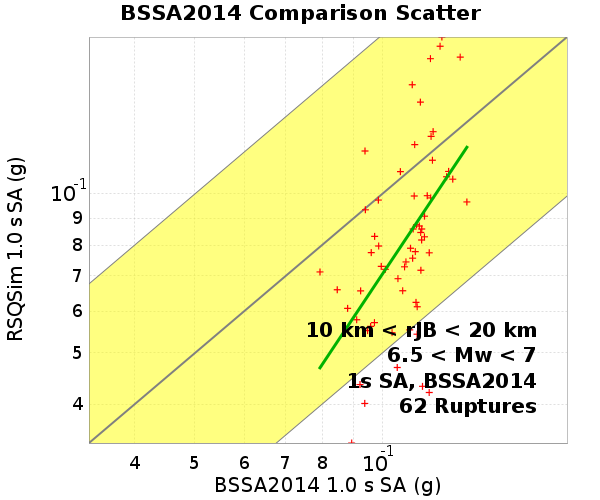 BSSA2014 Comparison Scatter
RSQSim 1.0 s SA (g)
10-1
9
8
7
6
5
4
10 km < rJB < 20 km
6.5 < Mw < 7
1s SA, BSSA2014
62 Ruptures
4 5 6 7 8 10-1
BSSA2014 1.0 s SA (g)